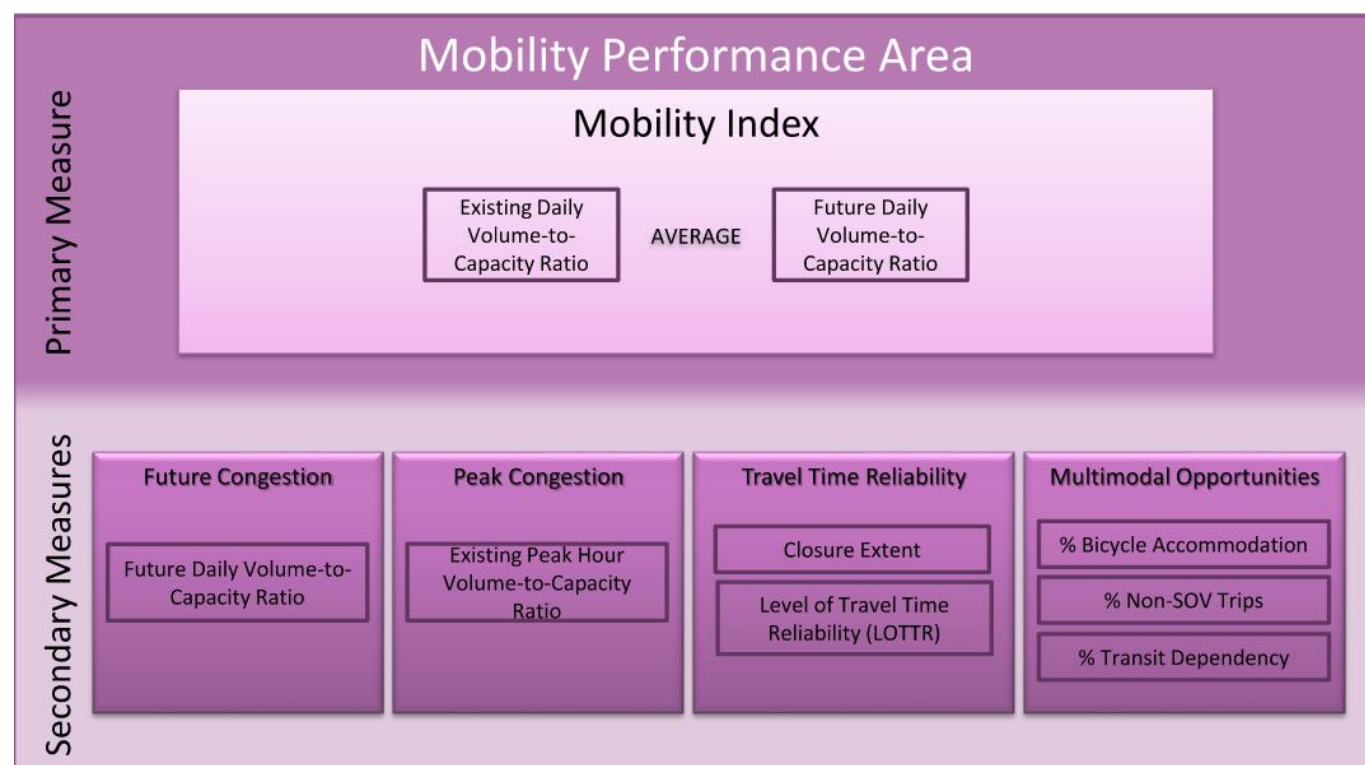 Mobility Performance Area
Primary Measure
Mobility Index
Existing Daily
Volume-to-
Capacity Ratio
AVERAGE
Future Daily
Volume-to-
Capacity Ratio
Secondary Measures
Future Congestion
Future Daily Volume-to-
Capacity Ratio
Peak Congestion
Existing Peak Hour
Volume-to-Capacity
Ratio
Travel Time Reliability
Closure Extent
Level of Travel Time
Reliability (LOTTR)
Multimodal Opportunities
% Bicycle Accommodation
% Non-SOV Trips
% Transit Dependency